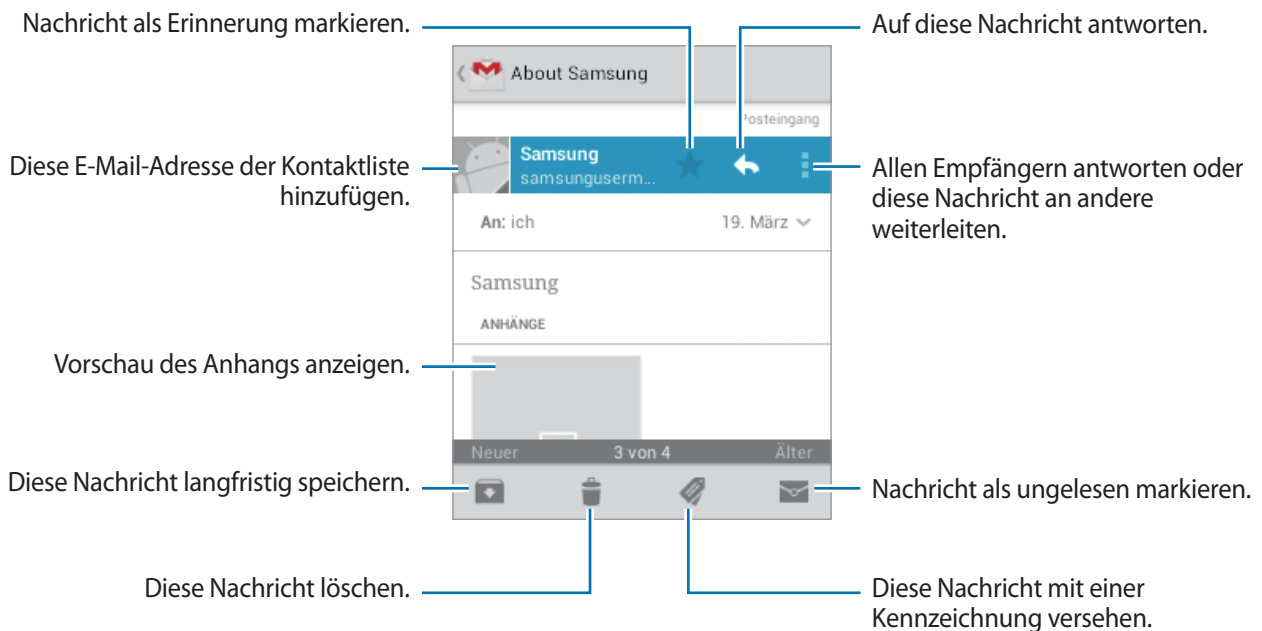 Nachricht als Erinnerung markieren.
Auf diese Nachricht antworten.
About Samsung
Posteingang
Diese E-Mail-Adresse der Kontaktliste
hinzufügen.
Samsung
samsunguserm...
Allen Empfängern antworten oder
diese Nachricht an andere
weiterleiten.
An: ich
19. März
Samsung
ANHÄNGE
Vorschau des Anhangs anzeigen.
Neuer
3 von 4
Älter
Diese Nachricht langfristig speichern.
Nachricht als ungelesen markieren.
Diese Nachricht löschen.
Diese Nachricht mit einer
Kennzeichnung versehen.